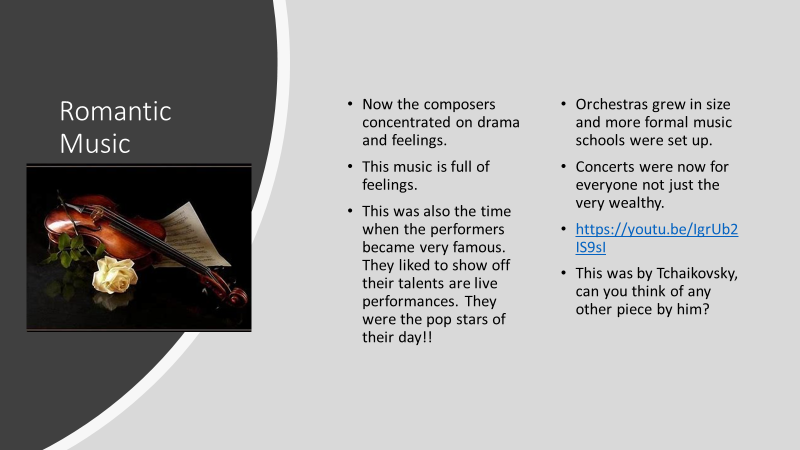 Romantic
Music
• Now the composers
concentrated on drama
and feelings.
• This music is full of
feelings.
• This was also the time
when the performers
became very famous.
They liked to show off
their talents are live
performances. They
were the pop stars of
their day!!
• Orchestras grew in size
and more formal music
schools were set up.
• Concerts were now for
everyone not just the
very wealthy.
• https://youtu.be/IgrUb2
IS9sI
• This was by Tchaikovsky,
can you think of any
other piece by him?